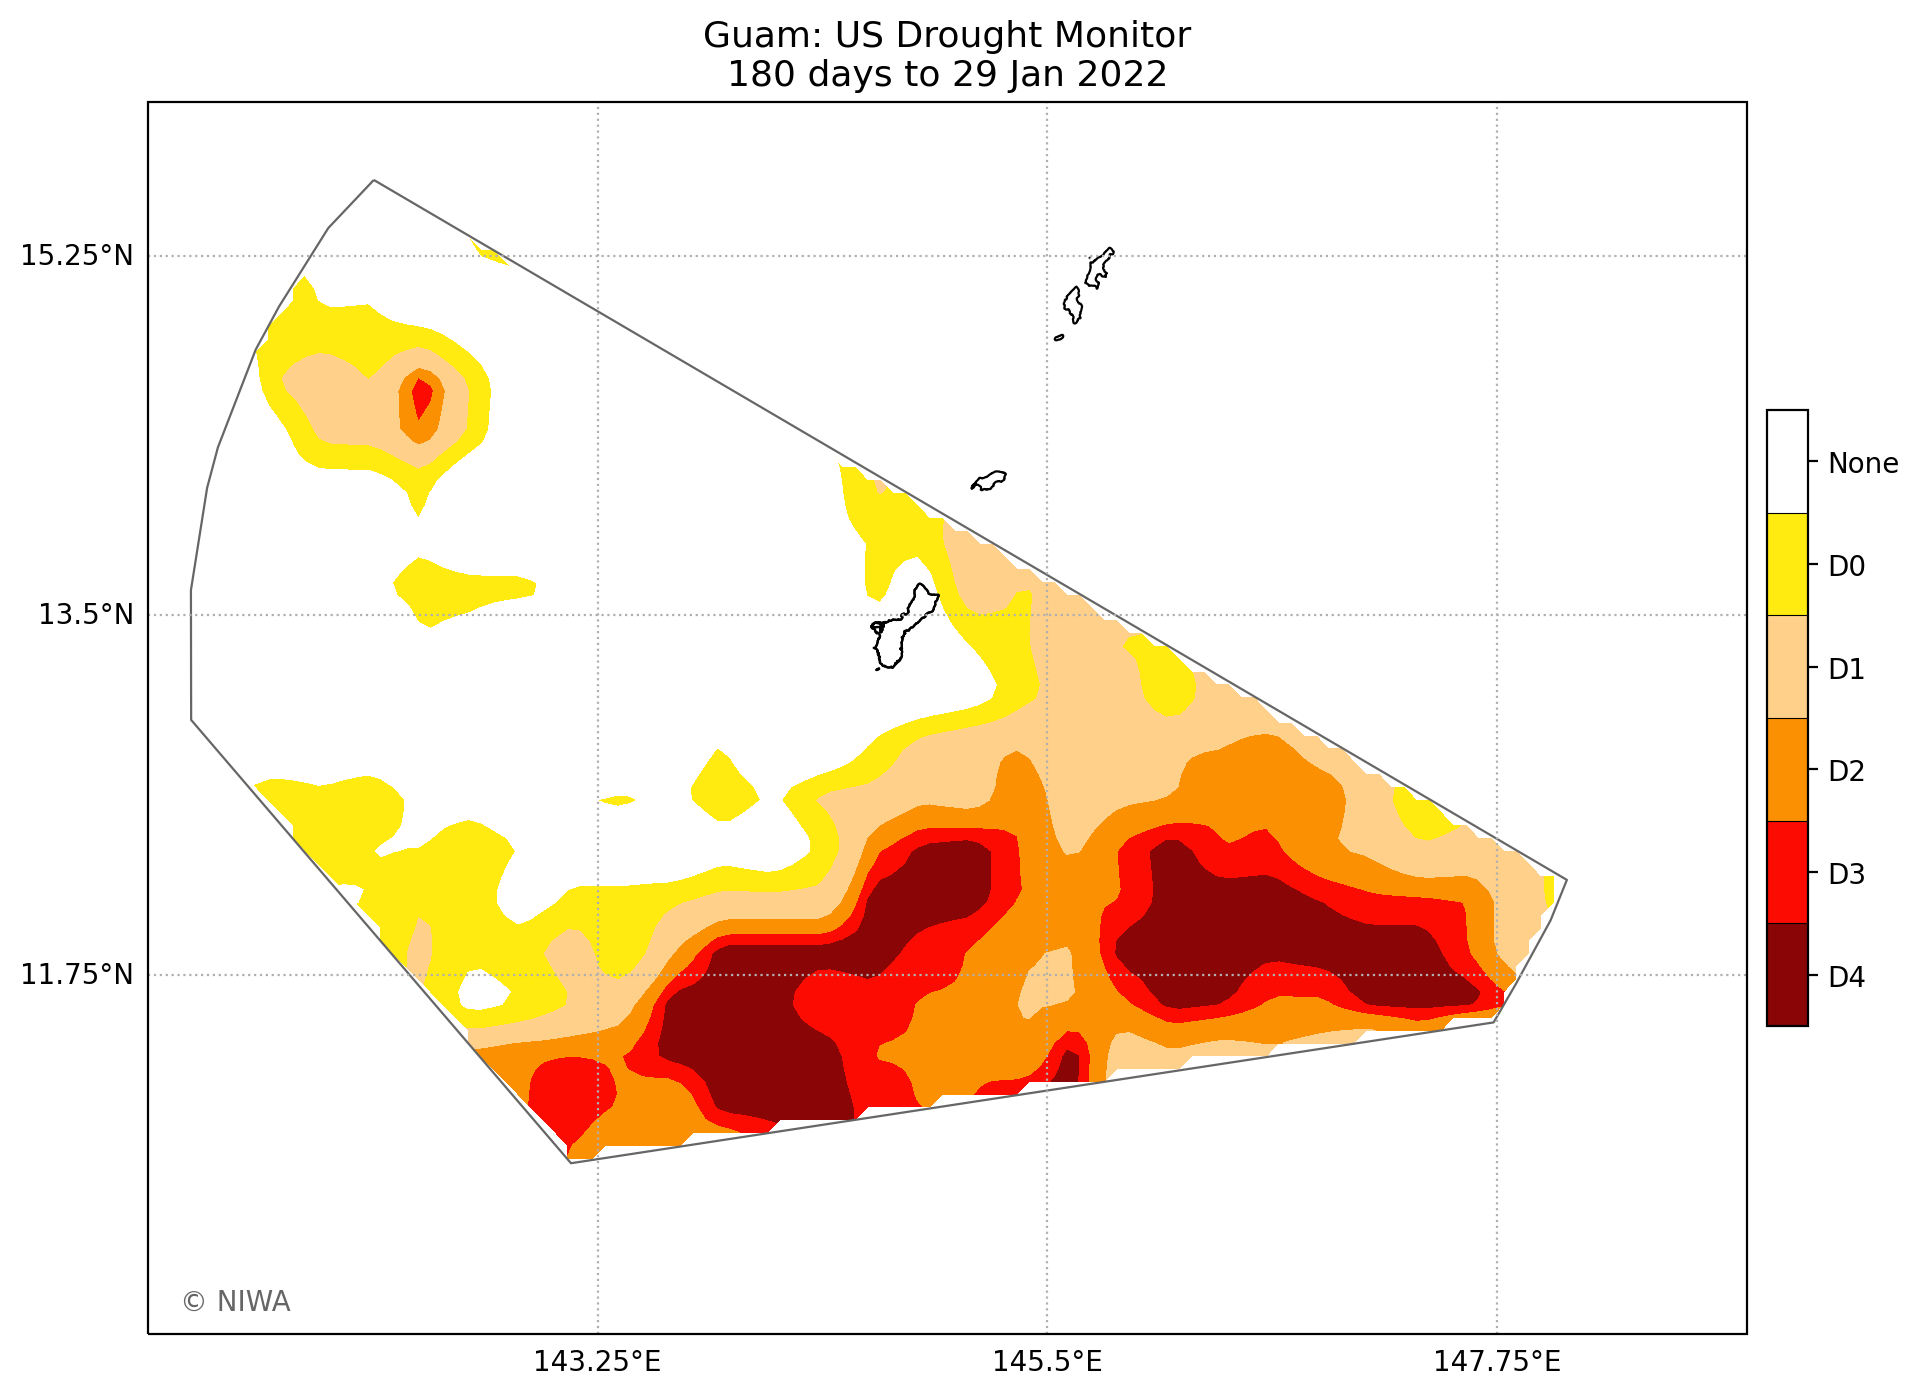 Guam: US Drought Monitor
180 days to 29 Jan 2022
15.25°N
13.5°N
11.75°N
143.25°E
145.5°E
147.75°E
None
D0
D1
D2
D3
D4
© NIWA